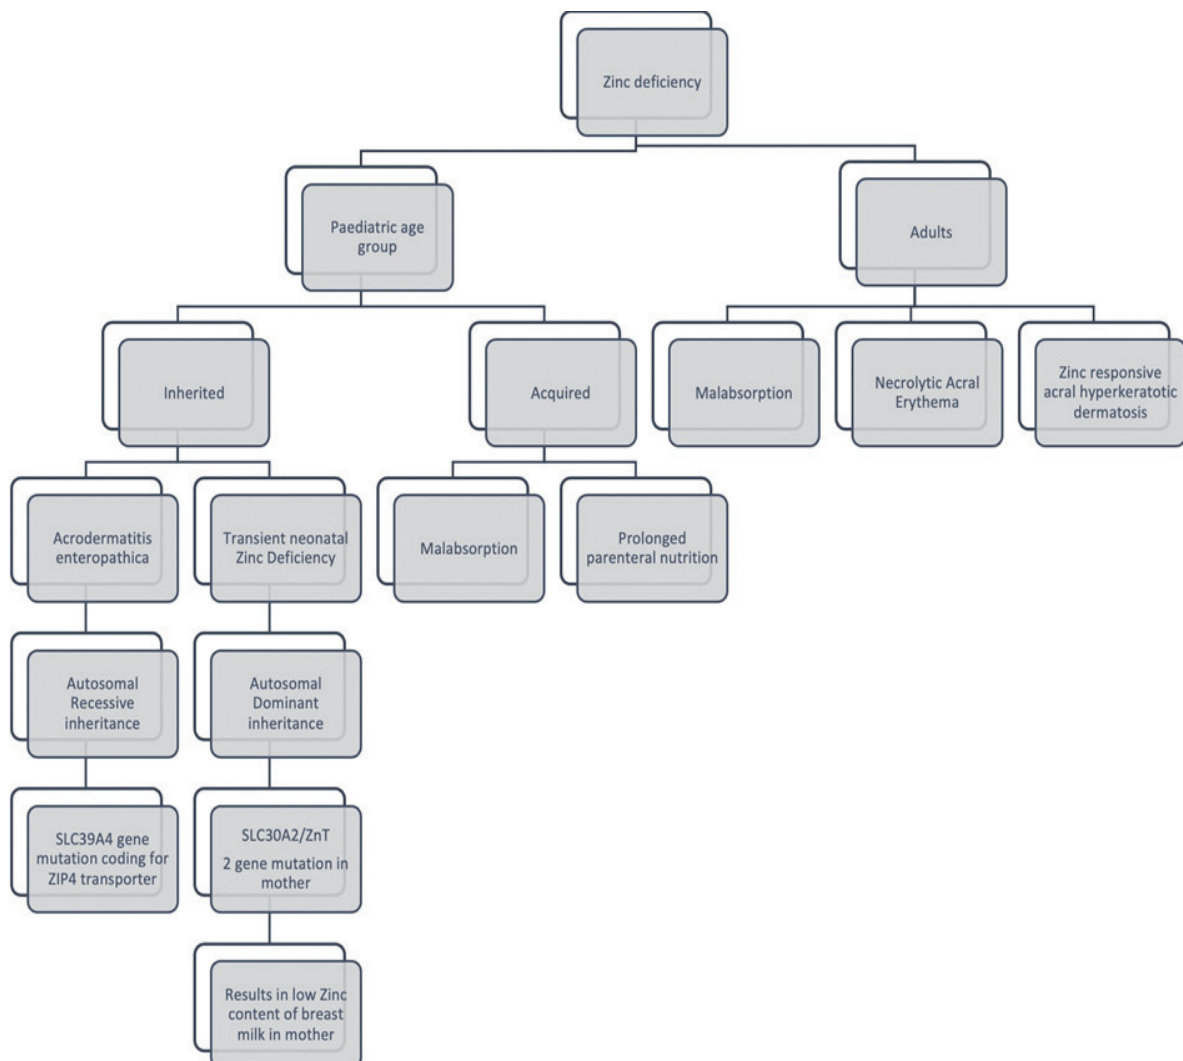 Zinc deficiency
Paediatric age
group
Adults
Inherited
Acquired
Malabsorption
Necrolytic Acral
Erythema
Zinc responsive
acral hyperkeratotic
dermatosis
Acrodermatitis
enteropathica
Transient neonatal
Zinc Deficiency
Malabsorption
Prolonged
parenteral nutrition
Autosomal
Recessive
inheritance
Autosomal
Dominant
inheritance
SLC39A4 gene
mutation coding for
ZIP4 transporter
SLC30A2/ZnT
2 gene mutation in
mother
Results in low Zinc
content of breast
milk in mother